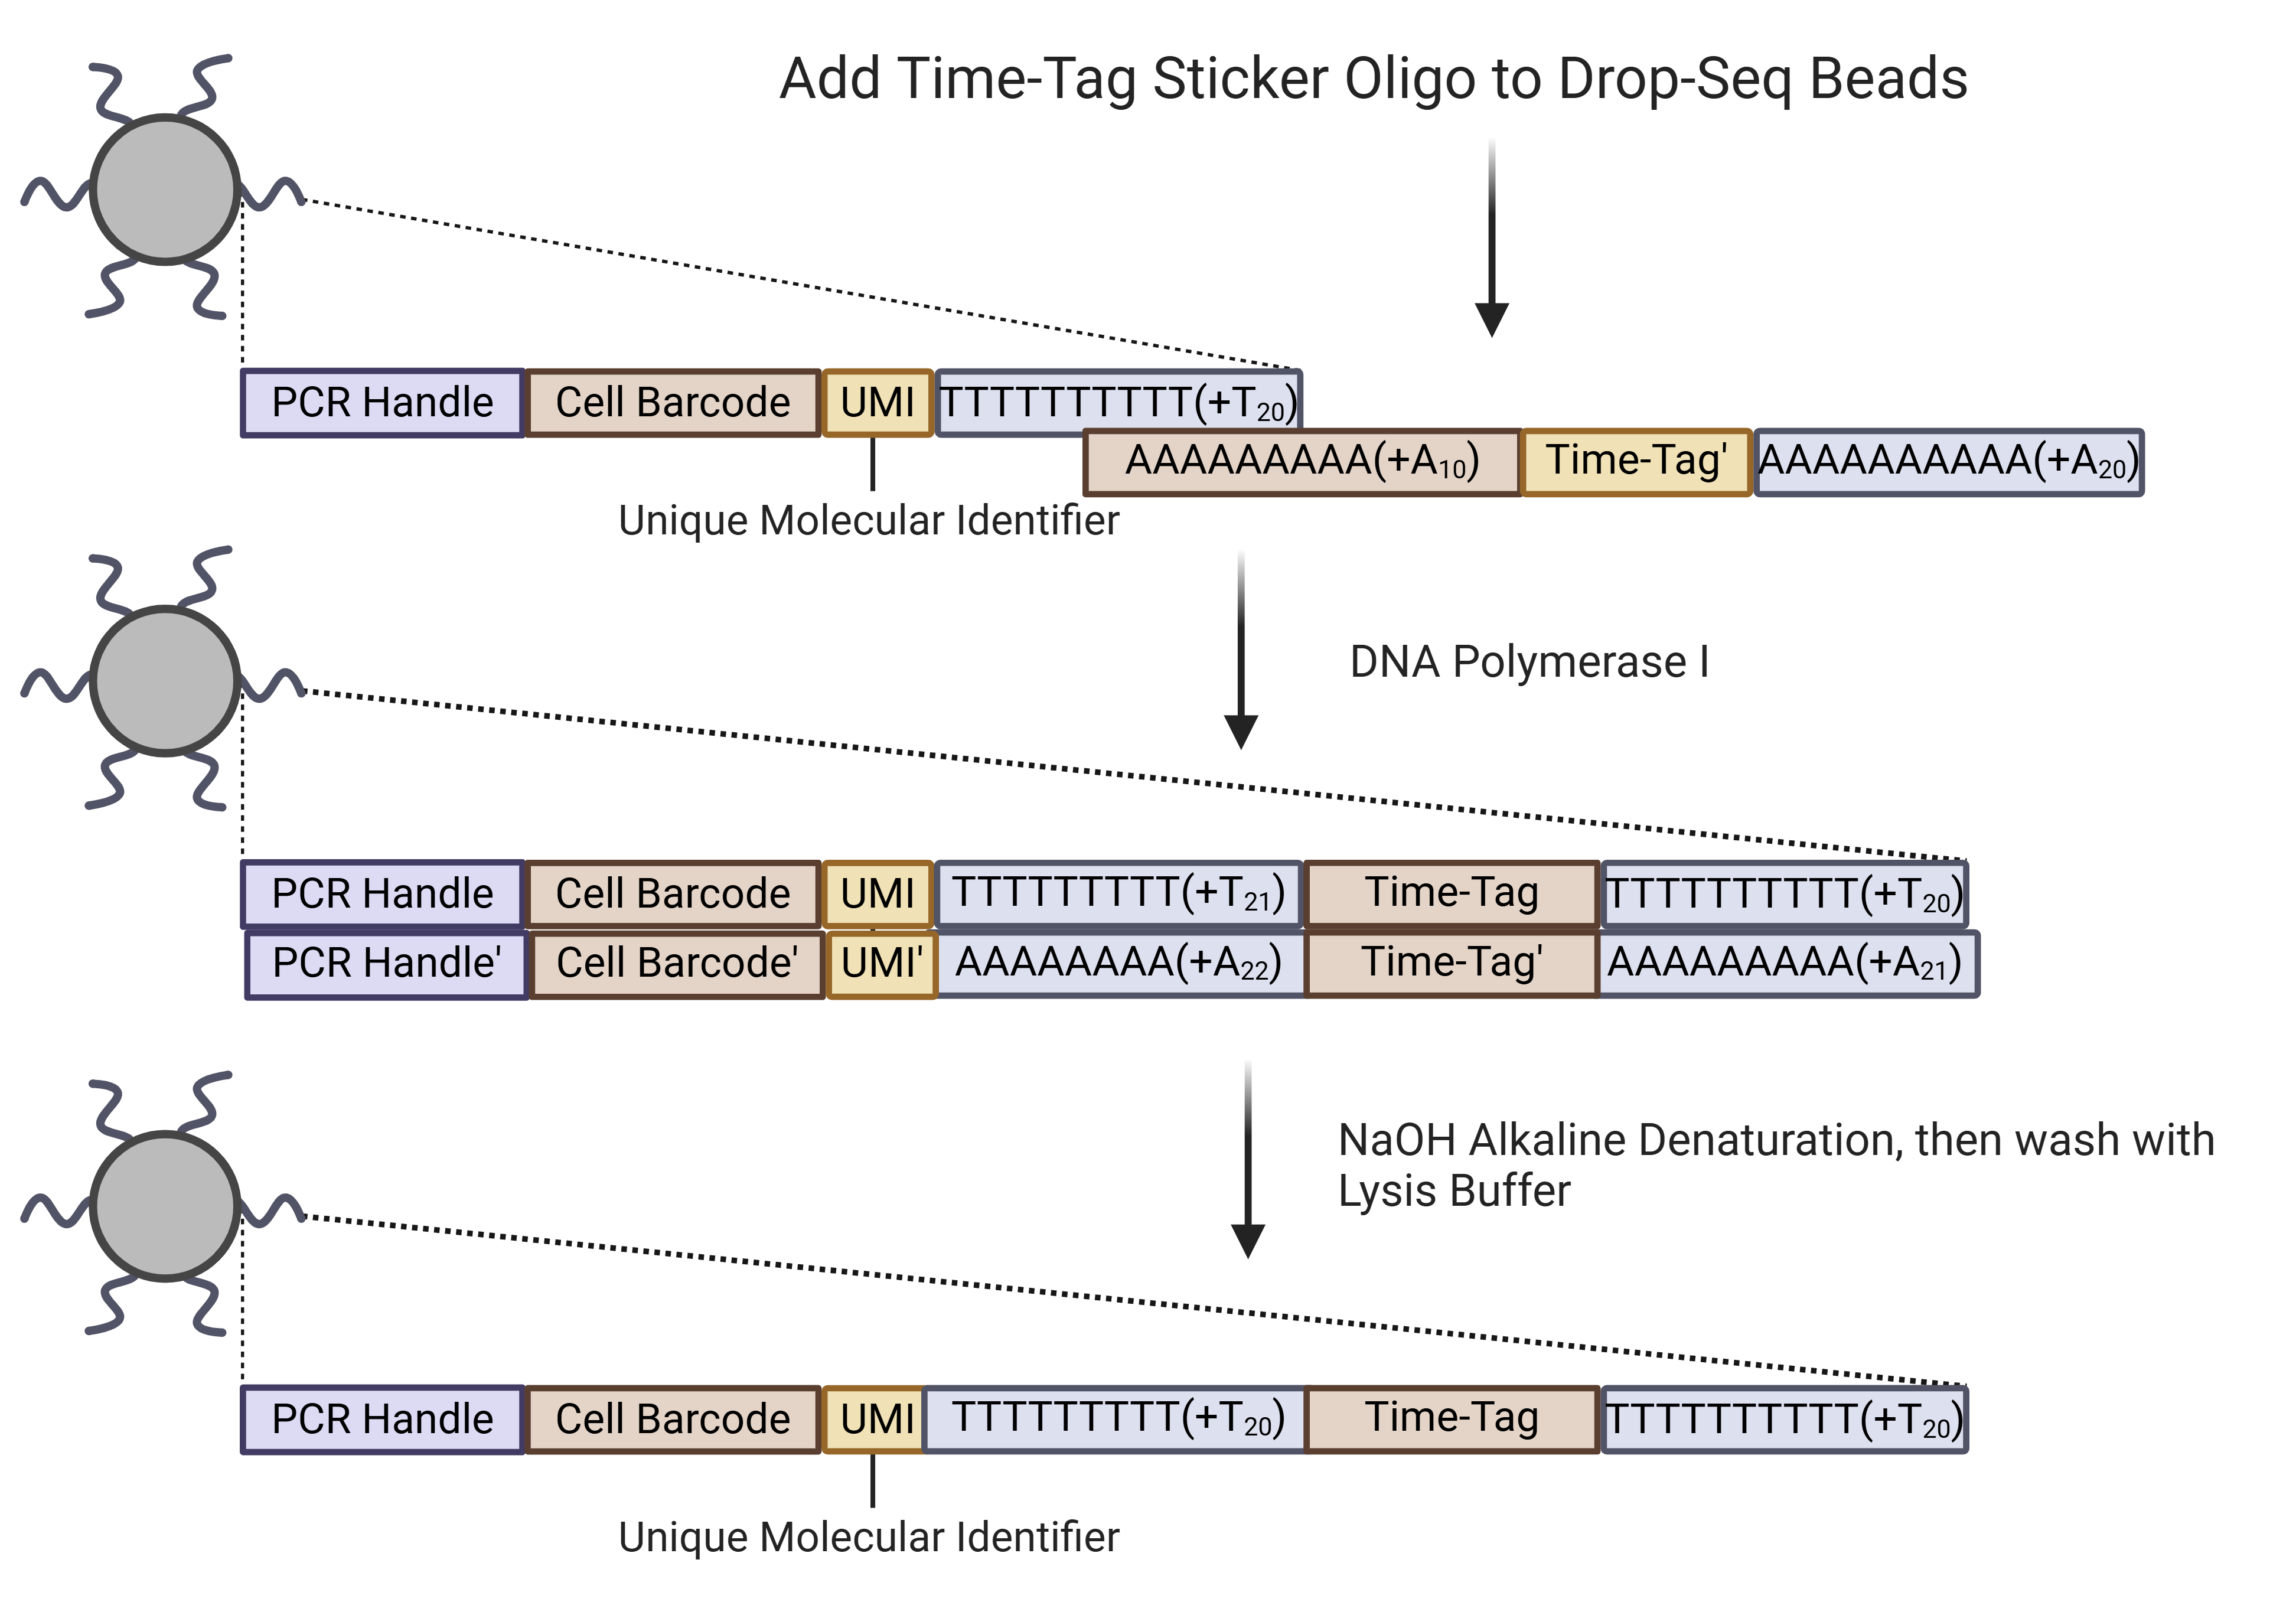 Add Time-Tag Sticker Oligo to Drop-Seq Beads
PCR Handle Cell Barcode UMI TTTTTTTTTT(+T₂₀)
AAAAAAAAA(+A₁₀) Time-Tag' AAAAAAAAAA(+A₂₀)
Unique Molecular Identifier
DNA Polymerase I
PCR Handle Cell Barcode UMI TTTTTTTTT(+T₂₁) Time-Tag TTTTTTTTTT(+T₂₀)
PCR Handle' Cell Barcode' UMI' AAAAAAAA(+A₂₂) Time-Tag' AAAAAAAAA(+A₂₁)
NaOH Alkaline Denaturation, then wash with
Lysis Buffer
PCR Handle Cell Barcode UMI TTTTTTTTT(+T₂₀) Time-Tag TTTTTTTTTT(+T₂₀)
Unique Molecular Identifier